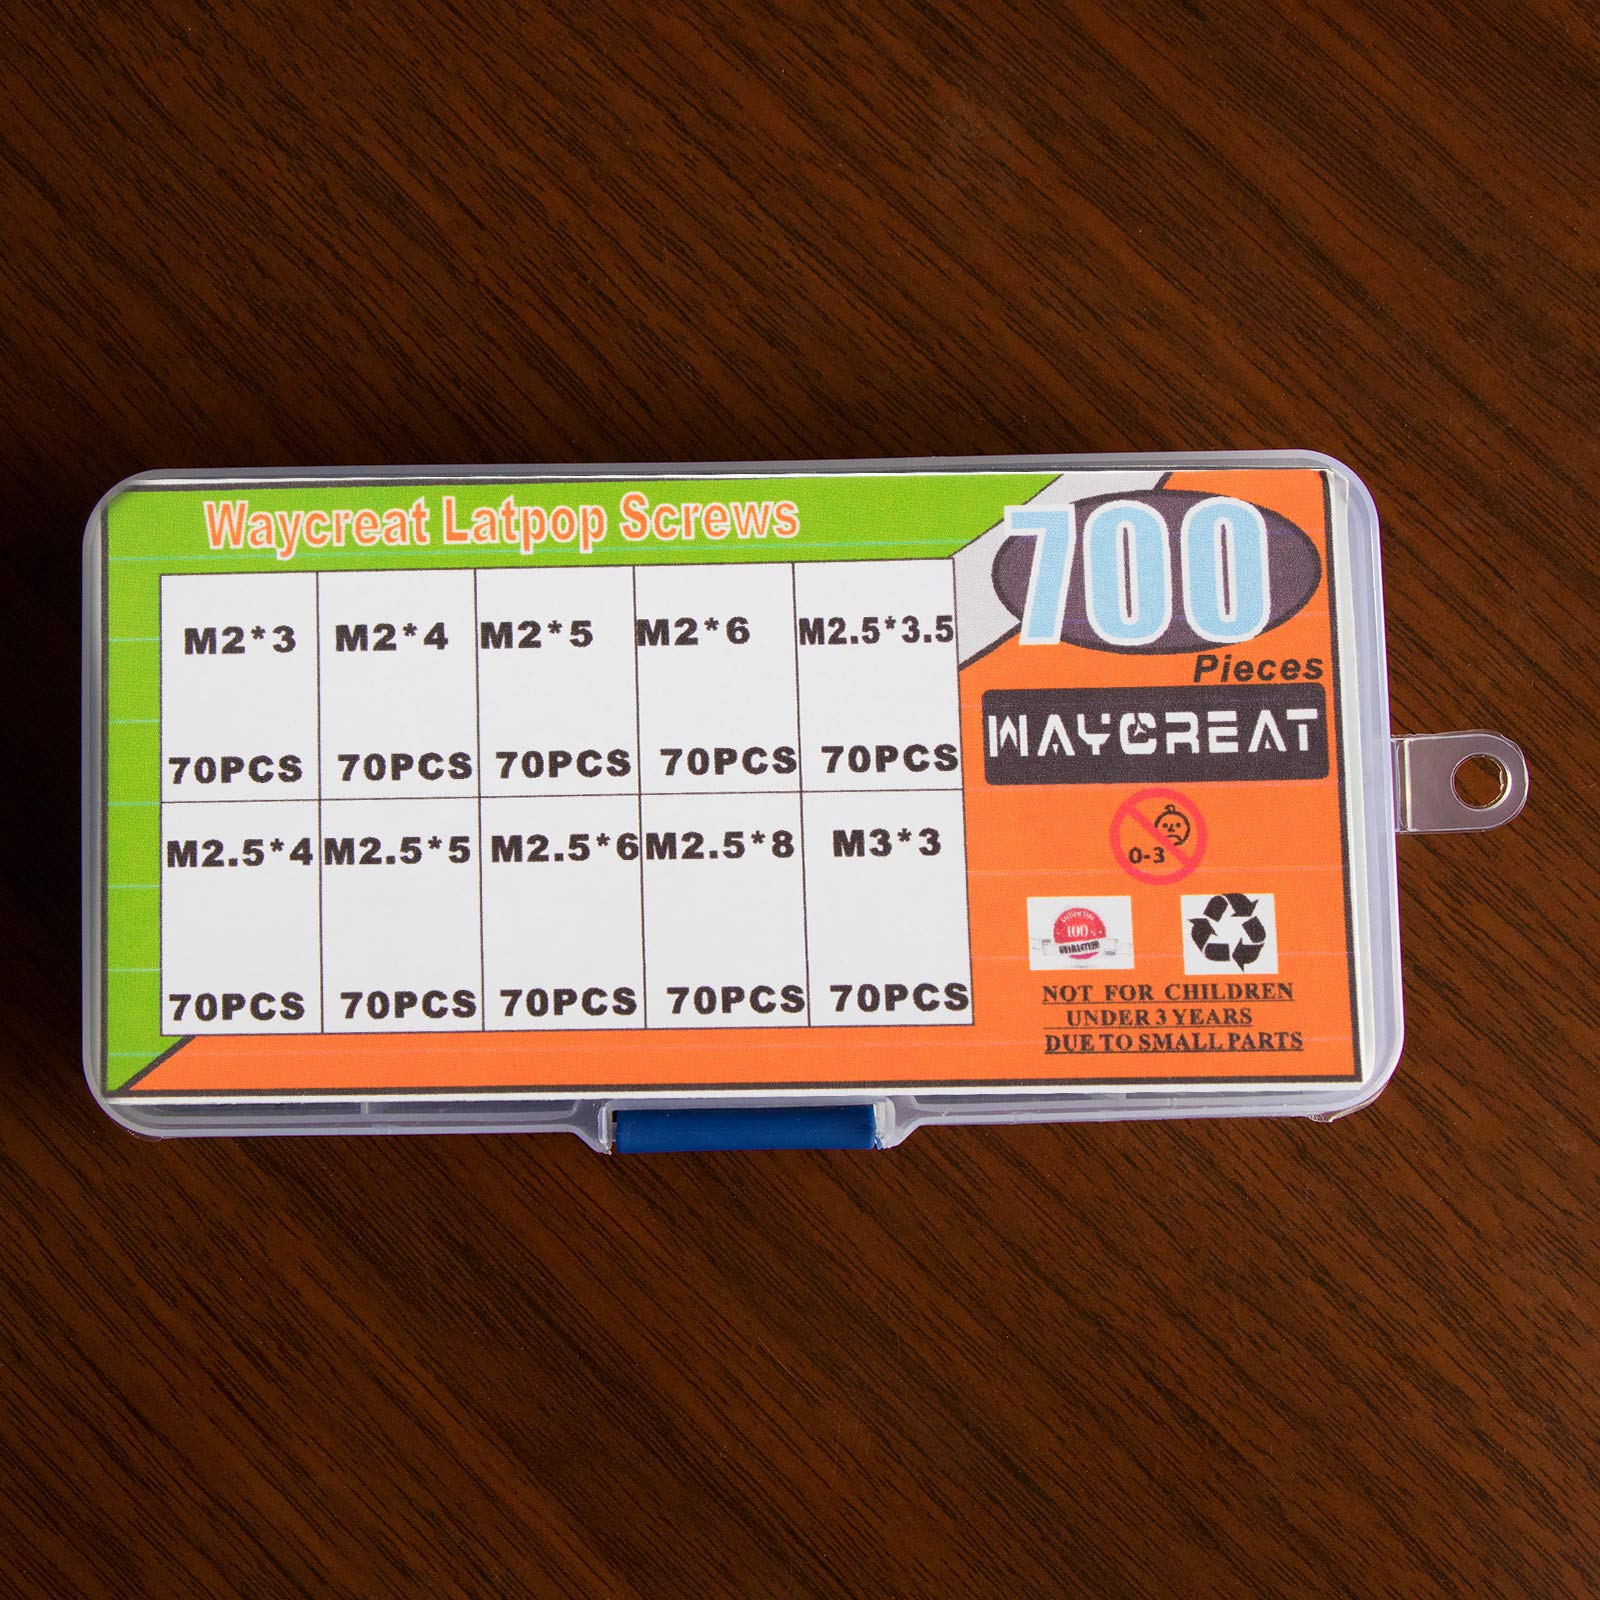 Waycreat Latpop Screws
M2*3 M2*4 M2*5 M2*6 M2.5*3.5
70PCS 70PCS 70PCS 70PCS 70PCS
M2.5*4 M2.5*5 M2.5*6 M2.5*8 M3*3
70PCS 70PCS 70PCS 70PCS 70PCS
700
Pieces
WAYCREAT
0-3
100
NOT FOR CHILDREN
UNDER 3 YEARS
DUE TO SMALL PARTS